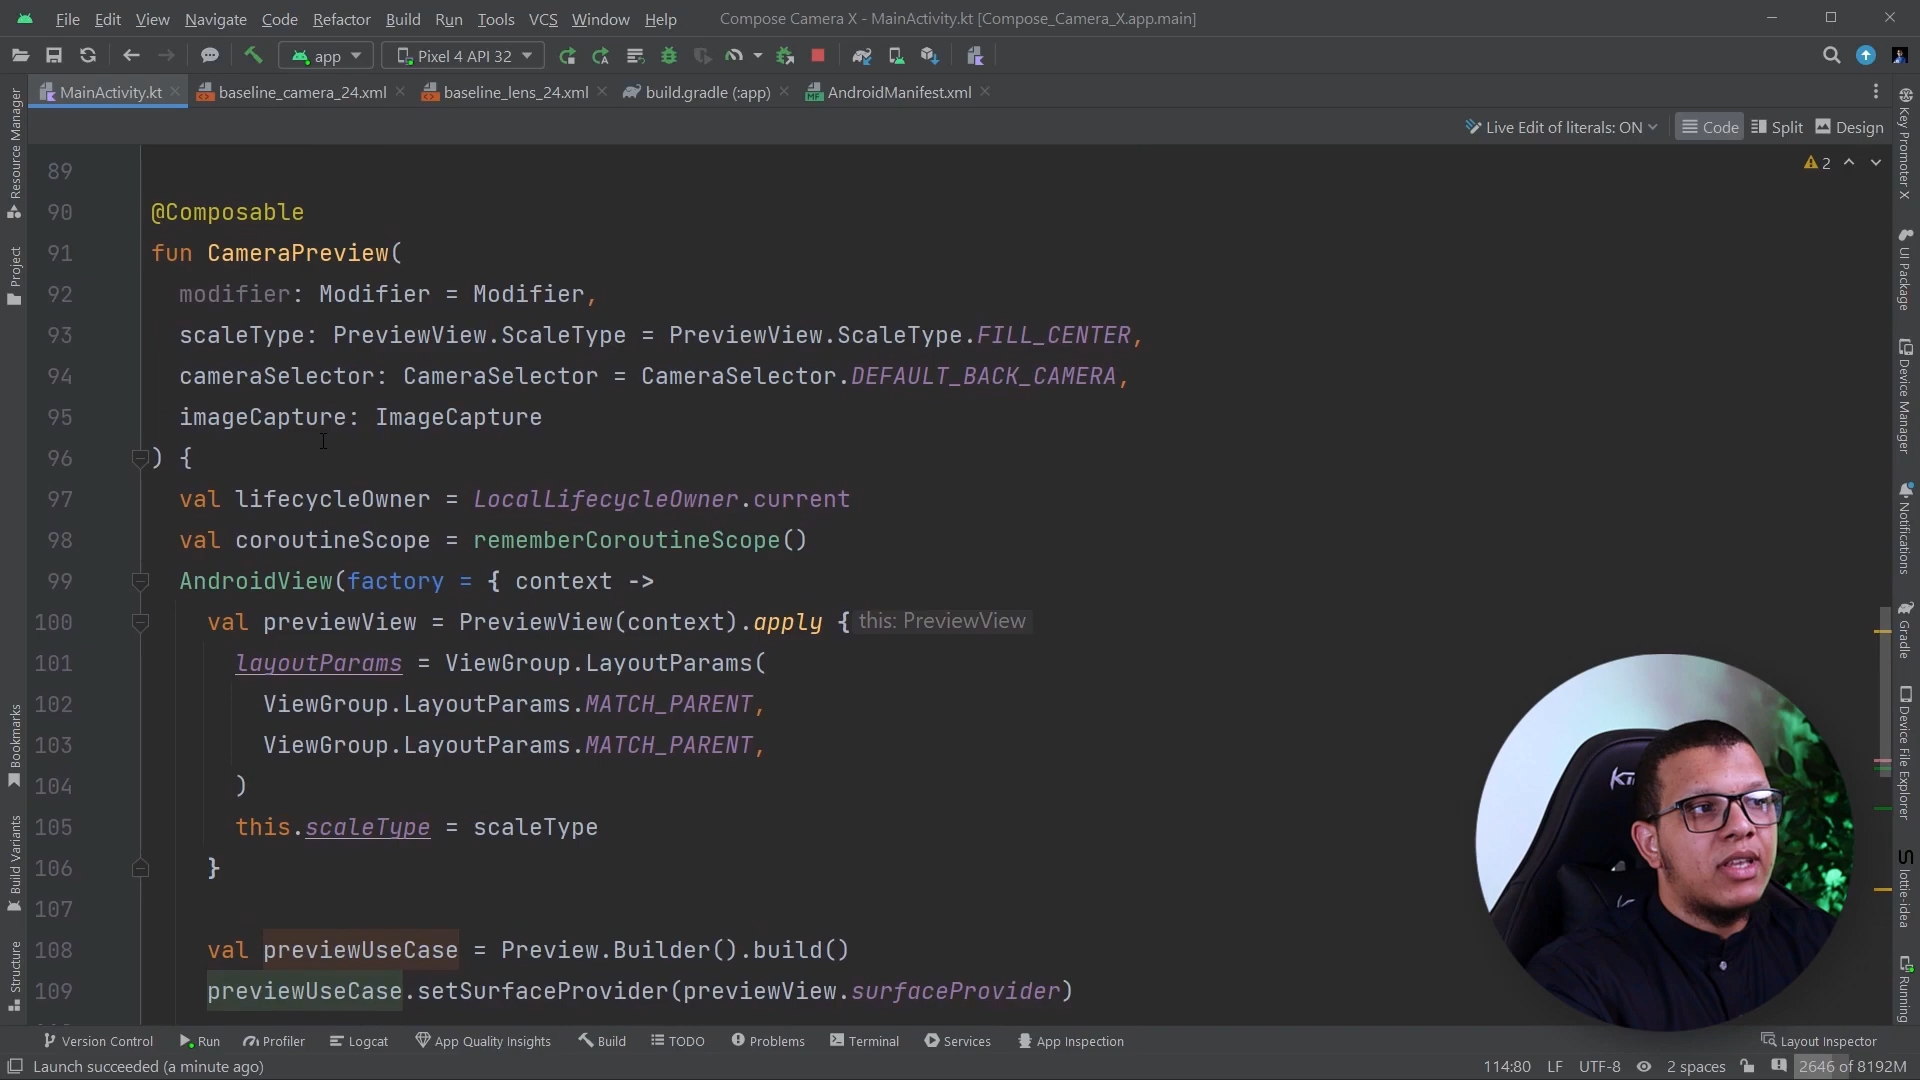 File Edit View Navigate Code Refactor Build Run Tools VCS Window Help Compose Camera X - MainActivity.kt [Compose_Camera_X.app.main]
app Pixel 4 API 32
MainActivity.kt baseline_camera_24.xml baseline_lens_24.xml build.gradle (:app) AndroidManifest.xml
Live Edit of literals: ON Code Split Design
2
89
90 @Composable
91 fun CameraPreview(
92 modifier: Modifier = Modifier,
93 scaleType: PreviewView.ScaleType = PreviewView.ScaleType.FILL_CENTER,
94 cameraSelector: CameraSelector = CameraSelector.DEFAULT_BACK_CAMERA,
95 imageCapture: ImageCapture
96 ) {
97 val lifecycleOwner = LocalLifecycleOwner.current
98 val coroutineScope = rememberCoroutineScope()
99 AndroidView(factory = { context ->
100 val previewView = PreviewView(context).apply { this: PreviewView
101 layoutParams = ViewGroup.LayoutParams(
102 ViewGroup.LayoutParams.MATCH_PARENT,
103 ViewGroup.LayoutParams.MATCH_PARENT,
104 )
105 this.scaleType = scaleType
106 }
107
108 val previewUseCase = Preview.Builder().build()
109 previewUseCase.setSurfaceProvider(previewView.surfaceProvider)
Resource Manager
Project
Bookmarks
Build Variants
Structure
Key Promoter X
UI Package
Device Manager
Notifications
Gradle
Device File Explorer
lottie-idea
Running
Version Control Run Profiler Logcat App Quality Insights Build TODO Problems Terminal Services App Inspection Layout Inspector
Launch succeeded (a minute ago) 114:80 LF UTF-8 2 spaces 2646 of 8192M